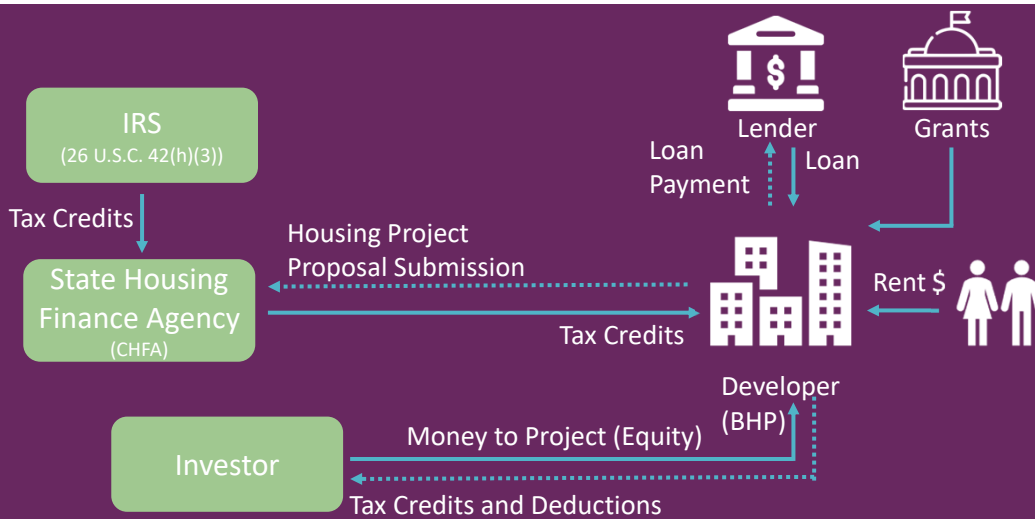 IRS
(26 U.S.C. 42(h)(3))
Tax Credits
State Housing
Finance Agency
(CHFA)
Housing Project
Proposal Submission
Tax Credits
$
Lender
Grants
Loan
Payment
Loan
Rent $
Developer
(BHP)
Investor
Money to Project (Equity)
Tax Credits and Deductions